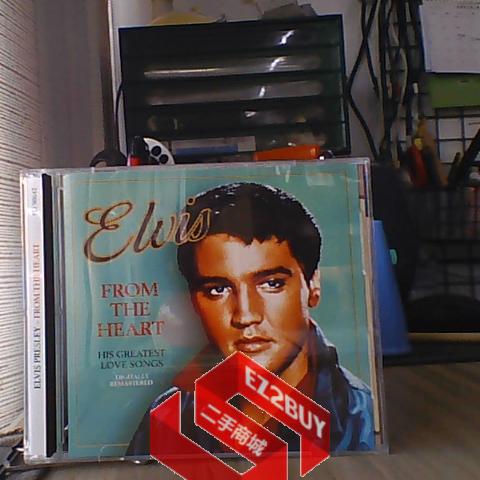 Elvis
FROM
THE
HEART
HIS GREATEST
LOVE SONGS
DIGITALLY
REMASTERED
ELVIS PRESLEY · FROM THE HEART
EZ2BUY
二手商城